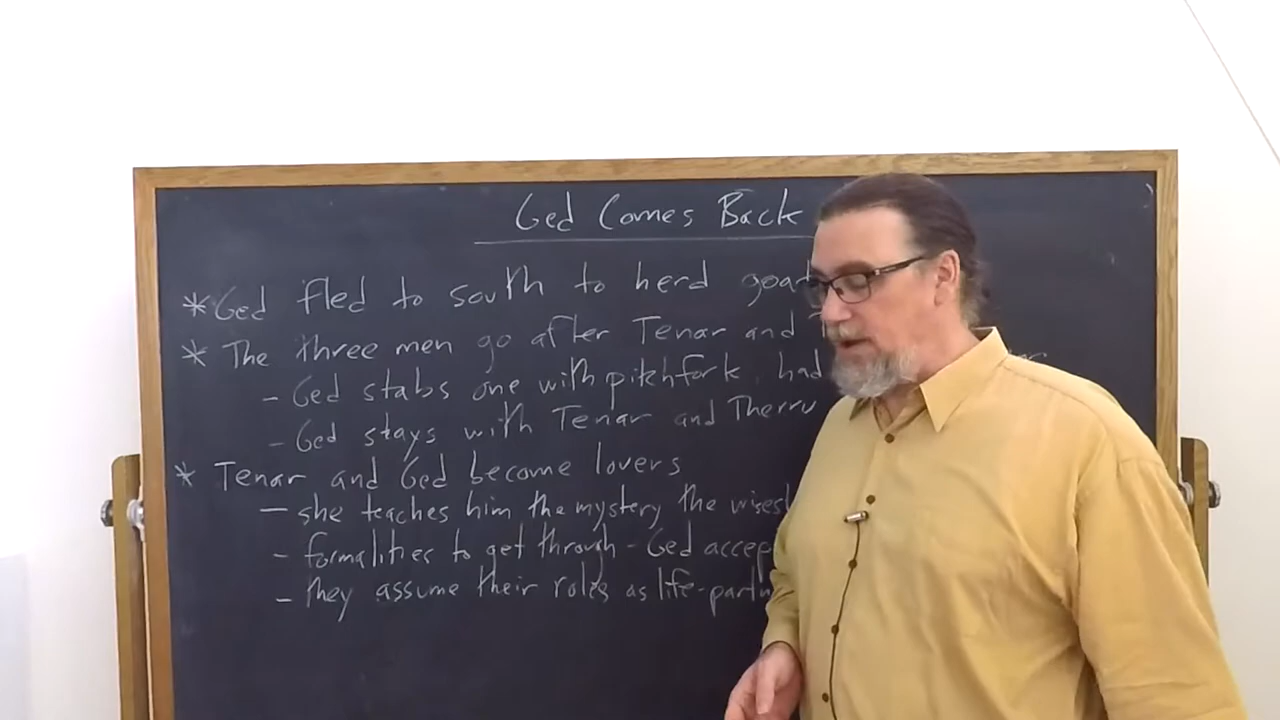 Ged Comes Back
* Ged fled to south to herd goat
* The three men go after Tenar and
- Ged stabs one with pitchfork, had
- Ged stays with Tenar and Therru
* Tenar and Ged become lovers
- she teaches him the mystery the wisest
- formalities to get through - Ged accep
- they assume their roles as life-partn